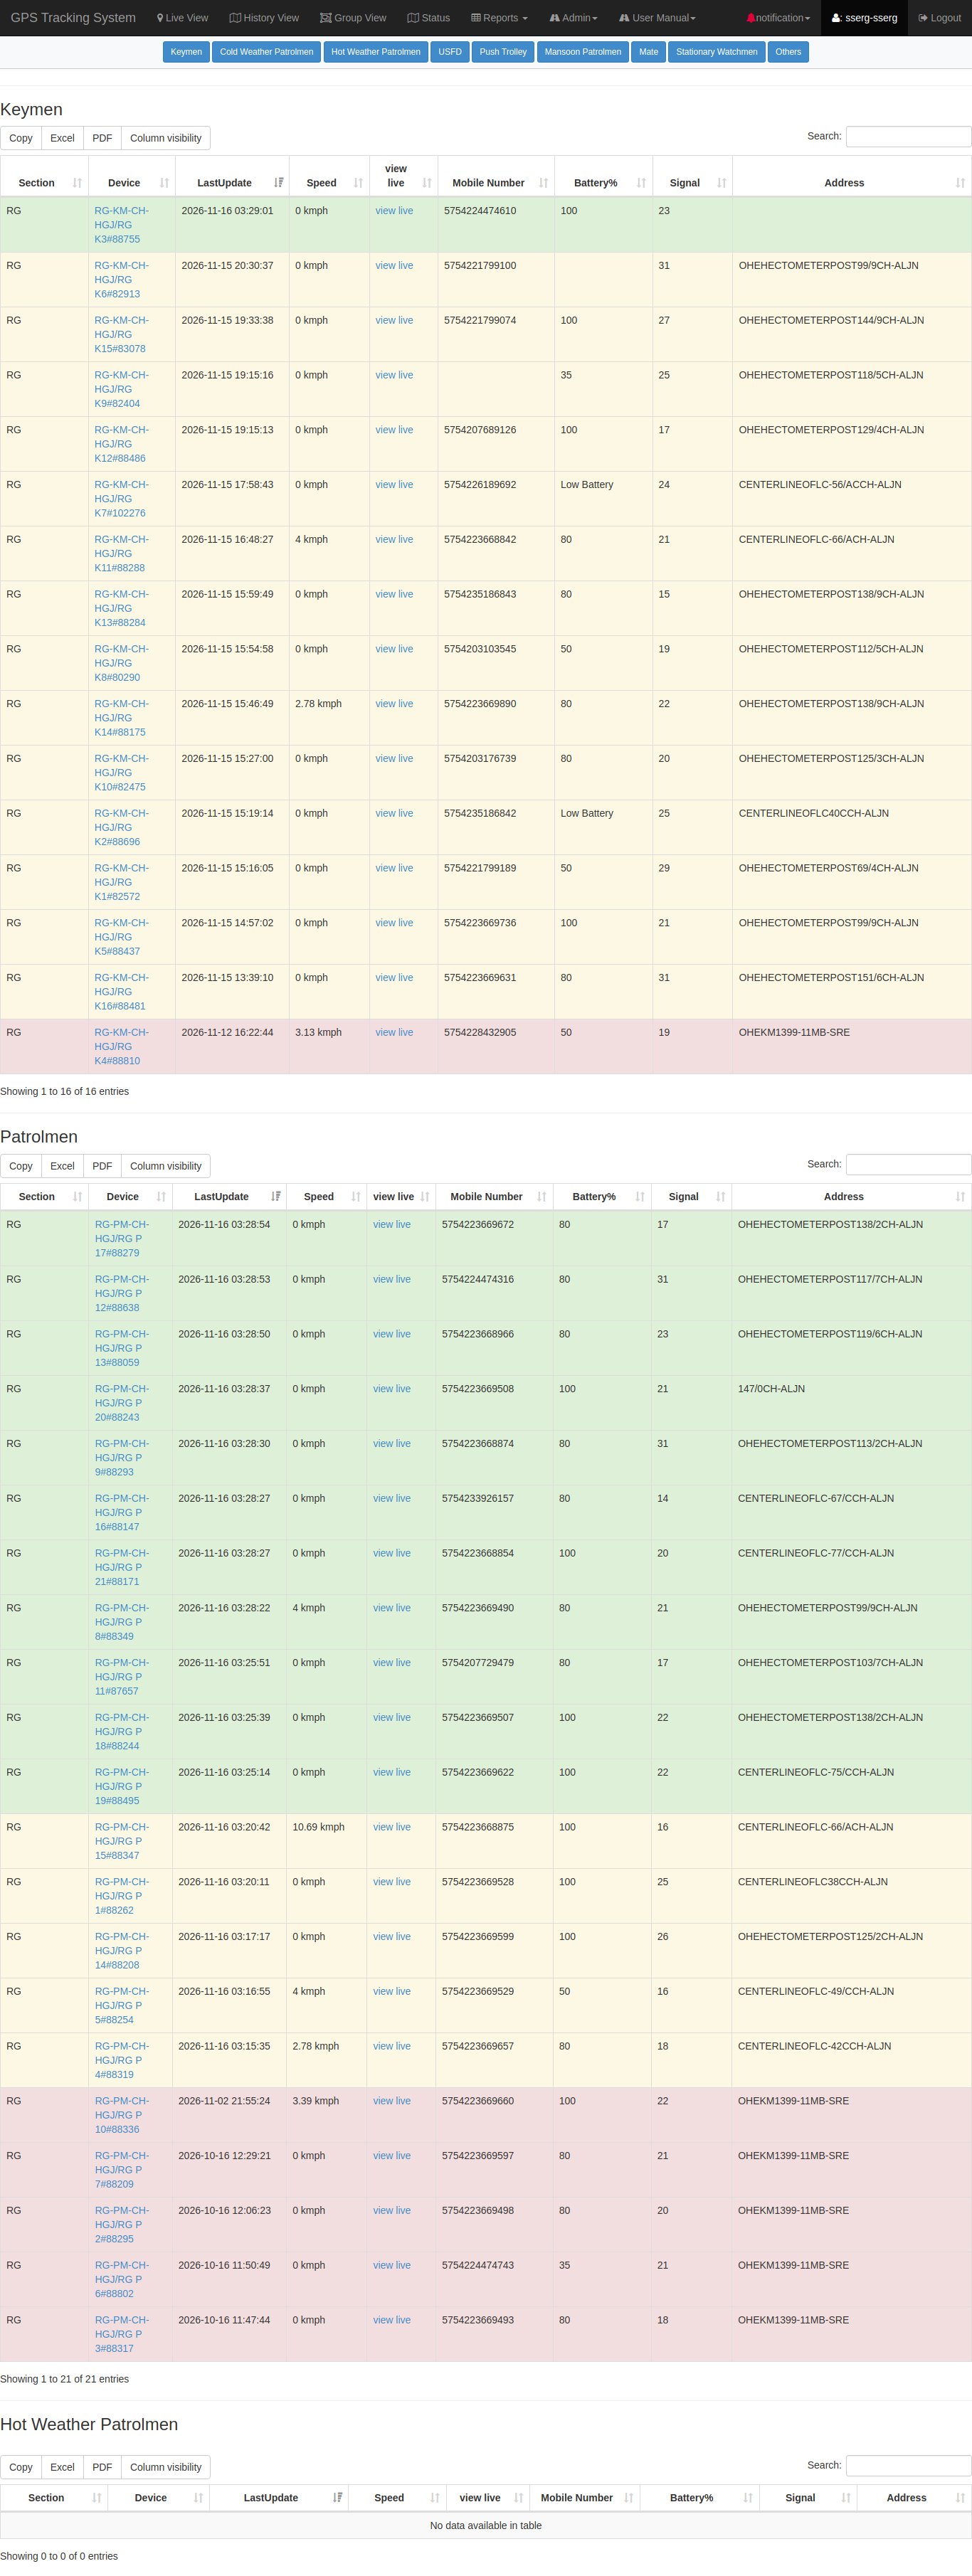 GPS Tracking System Live View History View Group View Status Reports Admin User Manual notification : sserg-sserg Logout
Keymen Cold Weather Patrolmen Hot Weather Patrolmen USFD Push Trolley Mansoon Patrolmen Mate Stationary Watchmen Others
Keymen
Copy Excel PDF Column visibility Search:
view
Section Device LastUpdate Speed live Mobile Number Battery% Signal Address
RG RG-KM-CH- 2026-11-16 03:29:01 0 kmph view live 5754224474610 100 23
HGJ/RG
K3#88755
RG RG-KM-CH- 2026-11-15 20:30:37 0 kmph view live 5754221799100 31 OHEHECTOMETERPOST99/9CH-ALJN
HGJ/RG
K6#82913
RG RG-KM-CH- 2026-11-15 19:33:38 0 kmph view live 5754221799074 100 27 OHEHECTOMETERPOST144/9CH-ALJN
HGJ/RG
K15#83078
RG RG-KM-CH- 2026-11-15 19:15:16 0 kmph view live 35 25 OHEHECTOMETERPOST118/5CH-ALJN
HGJ/RG
K9#82404
RG RG-KM-CH- 2026-11-15 19:15:13 0 kmph view live 5754207689126 100 17 OHEHECTOMETERPOST129/4CH-ALJN
HGJ/RG
K12#88486
RG RG-KM-CH- 2026-11-15 17:58:43 0 kmph view live 5754226189692 Low Battery 24 CENTERLINEOFLC-56/ACCH-ALJN
HGJ/RG
K7#102276
RG RG-KM-CH- 2026-11-15 16:48:27 4 kmph view live 5754223668842 80 21 CENTERLINEOFLC-66/ACH-ALJN
HGJ/RG
K11#88288
RG RG-KM-CH- 2026-11-15 15:59:49 0 kmph view live 5754235186843 80 15 OHEHECTOMETERPOST138/9CH-ALJN
HGJ/RG
K13#88284
RG RG-KM-CH- 2026-11-15 15:54:58 0 kmph view live 5754203103545 50 19 OHEHECTOMETERPOST112/5CH-ALJN
HGJ/RG
K8#80290
RG RG-KM-CH- 2026-11-15 15:46:49 2.78 kmph view live 5754223669890 80 22 OHEHECTOMETERPOST138/9CH-ALJN
HGJ/RG
K14#88175
RG RG-KM-CH- 2026-11-15 15:27:00 0 kmph view live 5754203176739 80 20 OHEHECTOMETERPOST125/3CH-ALJN
HGJ/RG
K10#82475
RG RG-KM-CH- 2026-11-15 15:19:14 0 kmph view live 5754235186842 Low Battery 25 CENTERLINEOFLC40CCH-ALJN
HGJ/RG
K2#88696
RG RG-KM-CH- 2026-11-15 15:16:05 0 kmph view live 5754221799189 50 29 OHEHECTOMETERPOST69/4CH-ALJN
HGJ/RG
K1#82572
RG RG-KM-CH- 2026-11-15 14:57:02 0 kmph view live 5754223669736 100 21 OHEHECTOMETERPOST99/9CH-ALJN
HGJ/RG
K5#88437
RG RG-KM-CH- 2026-11-15 13:39:10 0 kmph view live 5754223669631 80 31 OHEHECTOMETERPOST151/6CH-ALJN
HGJ/RG
K16#88481
RG RG-KM-CH- 2026-11-12 16:22:44 3.13 kmph view live 5754228432905 50 19 OHEKM1399-11MB-SRE
HGJ/RG
K4#88810
Showing 1 to 16 of 16 entries
Patrolmen
Copy Excel PDF Column visibility Search:
Section Device LastUpdate Speed view live Mobile Number Battery% Signal Address
RG RG-PM-CH- 2026-11-16 03:28:54 0 kmph view live 5754223669672 80 17 OHEHECTOMETERPOST138/2CH-ALJN
HGJ/RG P
17#88279
RG RG-PM-CH- 2026-11-16 03:28:53 0 kmph view live 5754224474316 80 31 OHEHECTOMETERPOST117/7CH-ALJN
HGJ/RG P
12#88638
RG RG-PM-CH- 2026-11-16 03:28:50 0 kmph view live 5754223668966 80 23 OHEHECTOMETERPOST119/6CH-ALJN
HGJ/RG P
13#88059
RG RG-PM-CH- 2026-11-16 03:28:37 0 kmph view live 5754223669508 100 21 147/0CH-ALJN
HGJ/RG P
20#88243
RG RG-PM-CH- 2026-11-16 03:28:30 0 kmph view live 5754223668874 80 31 OHEHECTOMETERPOST113/2CH-ALJN
HGJ/RG P
9#88293
RG RG-PM-CH- 2026-11-16 03:28:27 0 kmph view live 5754233926157 80 14 CENTERLINEOFLC-67/CCH-ALJN
HGJ/RG P
16#88147
RG RG-PM-CH- 2026-11-16 03:28:27 0 kmph view live 5754223668854 100 20 CENTERLINEOFLC-77/CCH-ALJN
HGJ/RG P
21#88171
RG RG-PM-CH- 2026-11-16 03:28:22 4 kmph view live 5754223669490 80 21 OHEHECTOMETERPOST99/9CH-ALJN
HGJ/RG P
8#88349
RG RG-PM-CH- 2026-11-16 03:25:51 0 kmph view live 5754207729479 80 17 OHEHECTOMETERPOST103/7CH-ALJN
HGJ/RG P
11#87657
RG RG-PM-CH- 2026-11-16 03:25:39 0 kmph view live 5754223669507 100 22 OHEHECTOMETERPOST138/2CH-ALJN
HGJ/RG P
18#88244
RG RG-PM-CH- 2026-11-16 03:25:14 0 kmph view live 5754223669622 100 22 CENTERLINEOFLC-75/CCH-ALJN
HGJ/RG P
19#88495
RG RG-PM-CH- 2026-11-16 03:20:42 10.69 kmph view live 5754223668875 100 16 CENTERLINEOFLC-66/ACH-ALJN
HGJ/RG P
15#88347
RG RG-PM-CH- 2026-11-16 03:20:11 0 kmph view live 5754223669528 100 25 CENTERLINEOFLC38CCH-ALJN
HGJ/RG P
1#88262
RG RG-PM-CH- 2026-11-16 03:17:17 0 kmph view live 5754223669599 100 26 OHEHECTOMETERPOST125/2CH-ALJN
HGJ/RG P
14#88208
RG RG-PM-CH- 2026-11-16 03:16:55 4 kmph view live 5754223669529 50 16 CENTERLINEOFLC-49/CCH-ALJN
HGJ/RG P
5#88254
RG RG-PM-CH- 2026-11-16 03:15:35 2.78 kmph view live 5754223669657 80 18 CENTERLINEOFLC-42CCH-ALJN
HGJ/RG P
4#88319
RG RG-PM-CH- 2026-11-02 21:55:24 3.39 kmph view live 5754223669660 100 22 OHEKM1399-11MB-SRE
HGJ/RG P
10#88336
RG RG-PM-CH- 2026-10-16 12:29:21 0 kmph view live 5754223669597 80 21 OHEKM1399-11MB-SRE
HGJ/RG P
7#88209
RG RG-PM-CH- 2026-10-16 12:06:23 0 kmph view live 5754223669498 80 20 OHEKM1399-11MB-SRE
HGJ/RG P
2#88295
RG RG-PM-CH- 2026-10-16 11:50:49 0 kmph view live 5754224474743 35 21 OHEKM1399-11MB-SRE
HGJ/RG P
6#88802
RG RG-PM-CH- 2026-10-16 11:47:44 0 kmph view live 5754223669493 80 18 OHEKM1399-11MB-SRE
HGJ/RG P
3#88317
Showing 1 to 21 of 21 entries
Hot Weather Patrolmen
Copy Excel PDF Column visibility Search:
Section Device LastUpdate Speed view live Mobile Number Battery% Signal Address
No data available in table
Showing 0 to 0 of 0 entries